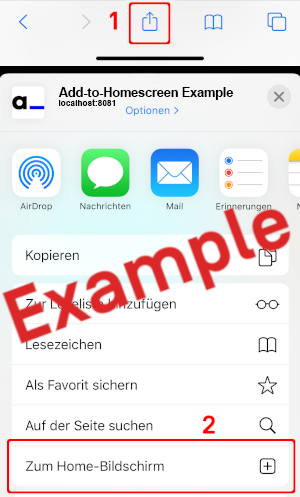 1
a_
Add-to-Homescreen Example
localhost:8081
Optionen >
AirDrop
Nachrichten
Mail
Erinnerungen
Example
Kopieren
Zur Leseliste hinzufügen
Lesezeichen
Als Favorit sichern
Auf der Seite suchen
2
Zum Home-Bildschirm